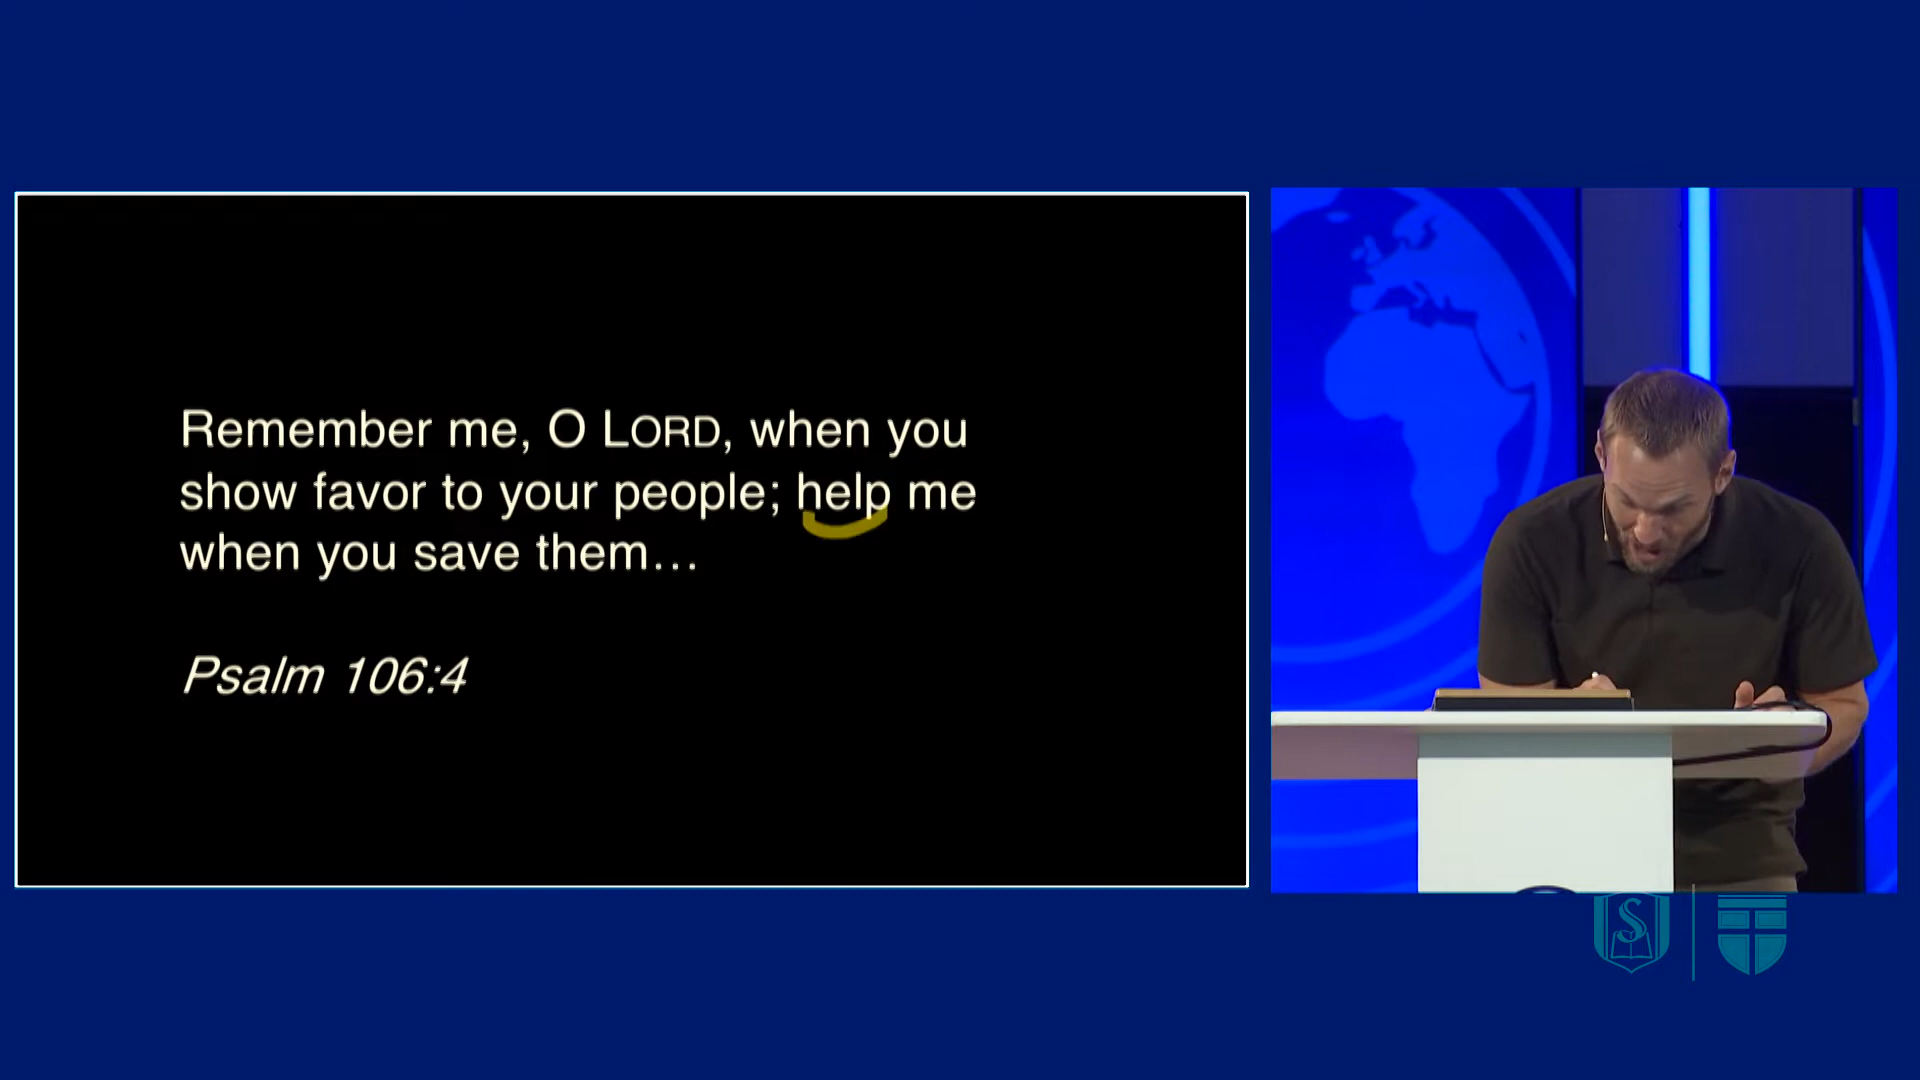 Remember me, O LORD, when you
show favor to your people; help me
when you save them…
Psalm 106:4
S